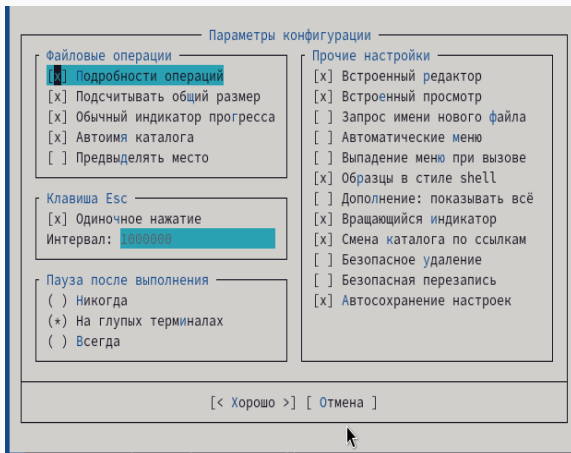 Параметры конфигурации
Файловые операции
[x] Подробности операций
[x] Подсчитывать общий размер
[x] Обычный индикатор прогресса
[x] Автоимя каталога
[ ] Предвыделять место
Клавиша Esc
[x] Одиночное нажатие
Интервал: 1000000
Пауза после выполнения
( ) Никогда
(*) На глупых терминалах
( ) Всегда
Прочие настройки
[x] Встроенный редактор
[x] Встроенный просмотр
[ ] Запрос имени нового файла
[ ] Автоматические меню
[ ] Выпадение меню при вызове
[x] Образцы в стиле shell
[ ] Дополнение: показывать всё
[x] Вращающийся индикатор
[x] Смена каталога по ссылкам
[ ] Безопасное удаление
[ ] Безопасная перезапись
[x] Автосохранение настроек
[< Хорошо >] [ Отмена ]